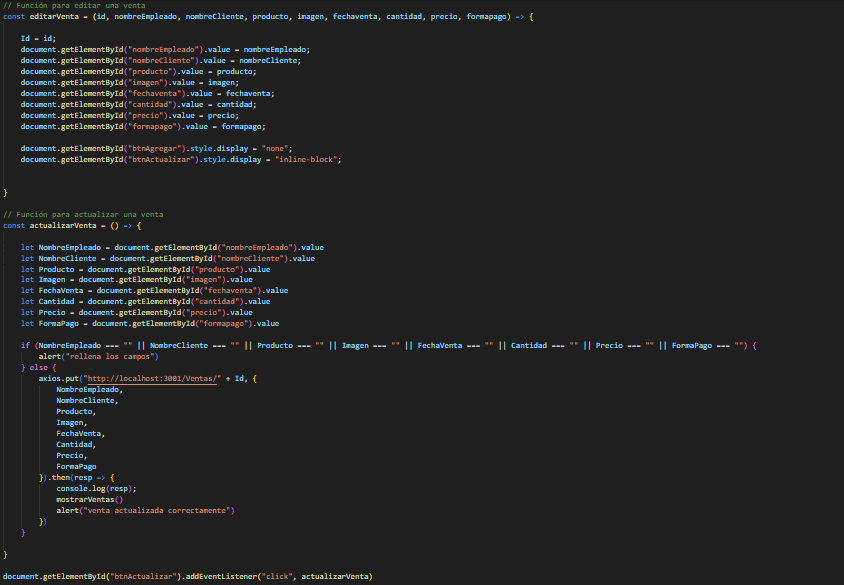 // Función para editar una venta
const editarVenta = (id, nombreEmpleado, nombreCliente, producto, imagen, fechaventa, cantidad, precio, formapago) => {
Id = id;
document.getElementById("nombreEmpleado").value = nombreEmpleado;
document.getElementById("nombreCliente").value = nombreCliente;
document.getElementById("producto").value = producto;
document.getElementById("imagen").value = imagen;
document.getElementById("fechaventa").value = fechaventa;
document.getElementById("cantidad").value = cantidad;
document.getElementById("precio").value = precio;
document.getElementById("formapago").value = formapago;
document.getElementById("btnAgregar").style.display = "none";
document.getElementById("btnActualizar").style.display = "inline-block";
}
// Función para actualizar una venta
const actualizarVenta = () => {
let NombreEmpleado = document.getElementById("nombreEmpleado").value
let NombreCliente = document.getElementById("nombreCliente").value
let Producto = document.getElementById("producto").value
let Imagen = document.getElementById("imagen").value
let FechaVenta = document.getElementById("fechaventa").value
let Cantidad = document.getElementById("cantidad").value
let Precio = document.getElementById("precio").value
let FormaPago = document.getElementById("formapago").value
if (NombreEmpleado === "" || NombreCliente === "" || Producto === "" || Imagen === "" || FechaVenta === "" || Cantidad === "" || Precio === "" || FormaPago === "") {
alert("rellena los campos")
} else {
axios.put("http://localhost:3001/Ventas/" + Id, {
NombreEmpleado,
NombreCliente,
Producto,
Imagen,
FechaVenta,
Cantidad,
Precio,
FormaPago
}).then(resp => {
console.log(resp);
mostrarVentas()
alert("venta actualizada correctamente")
})
}
}
document.getElementById("btnActualizar").addEventListener("click", actualizarVenta)